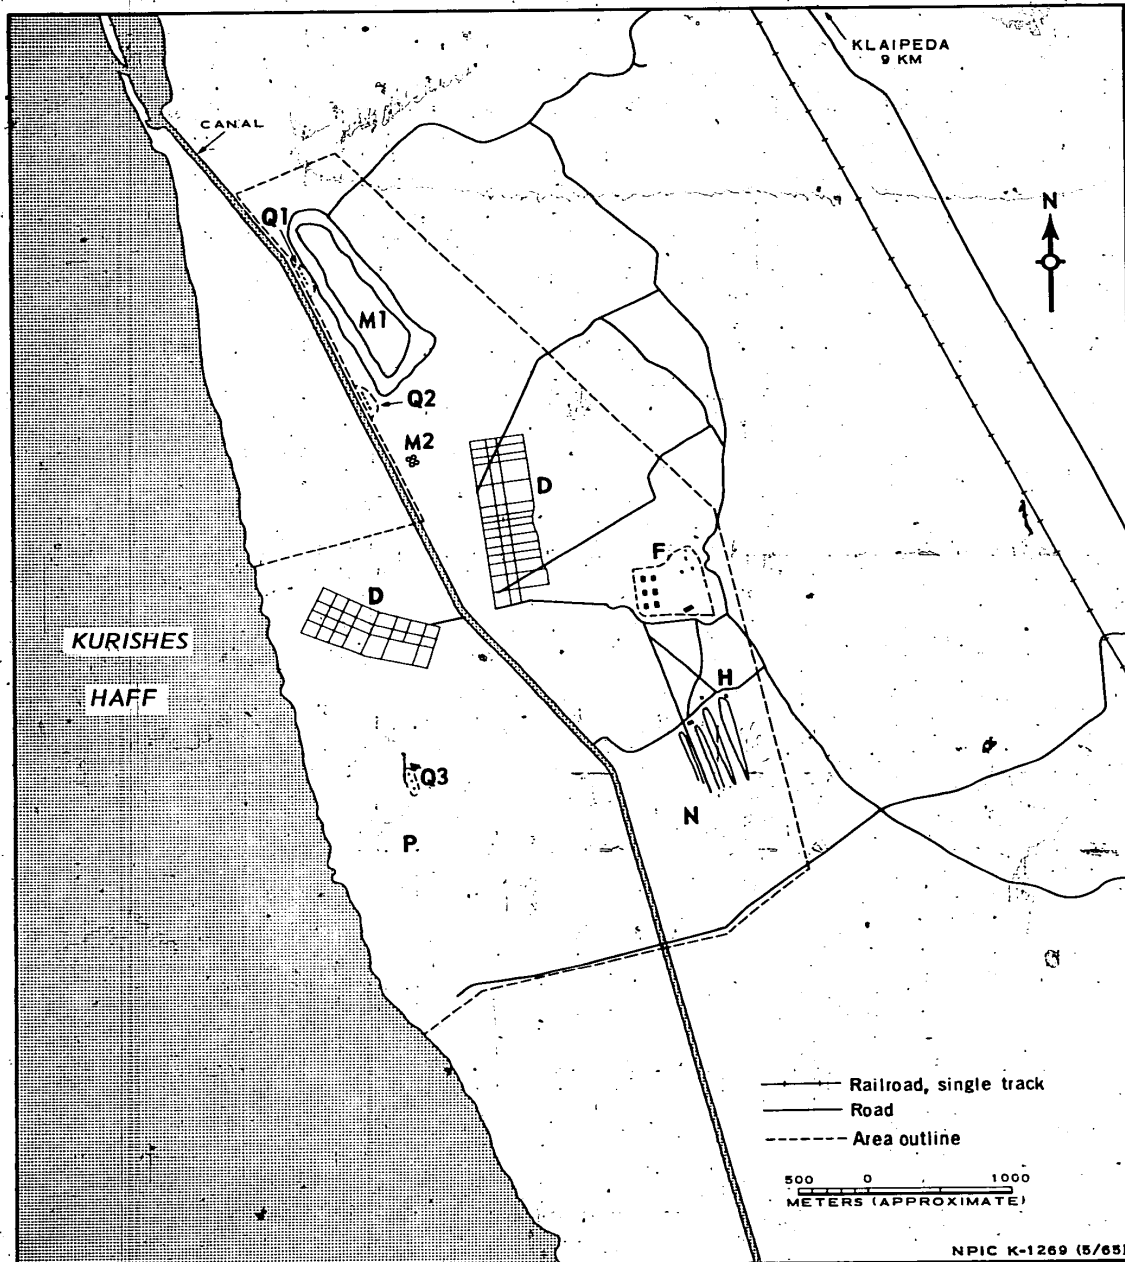 KLAIPEDA
9 KM
CANAL
N
Q1
M1
Q2
M2
D
F
D
KURISHES
HAFF
H
Q3
N
P
Railroad, single track
Road
Area outline
500 0 1000
METERS (APPROXIMATE)
NPIC K-1269 (5/65)